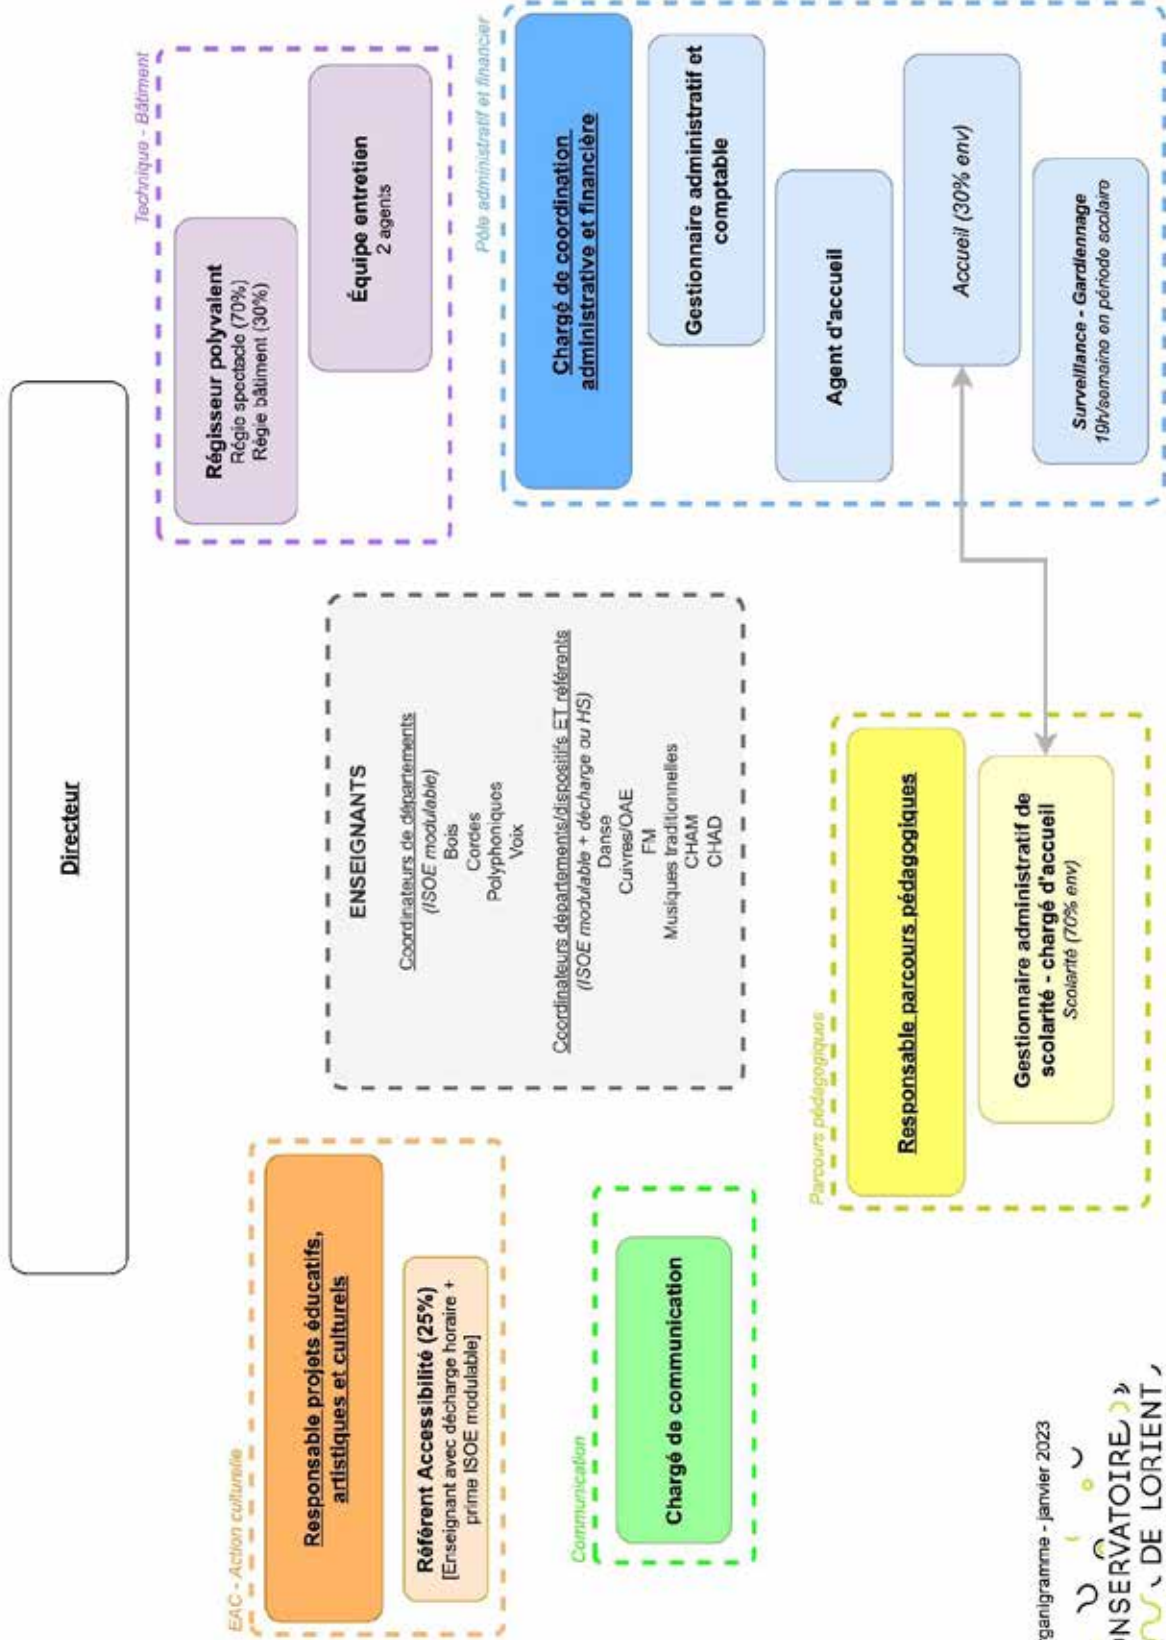 Directeur
EAC - Action culturelle
Responsable projets éducatifs,
artistiques et culturels
Référent Accessibilité (25%)
[Enseignant avec décharge horaire +
prime ISOE modulable]
Communication
Chargé de communication
ENSEIGNANTS
Coordinateurs de départements
(ISOE modulable)
Bois
Cordes
Polyphoniques
Voix
Coordinateurs départements/dispositifs ET référents
(ISOE modulable + décharge ou HS)
Danse
Cuivres/OAE
FM
Musiques traditionnelles
CHAM
CHAD
Parcours pédagogiques
Responsable parcours pédagogiques
Gestionnaire administratif de
scolarité - chargé d'accueil
Scolarité (70% env)
Technique - Bâtiment
Régisseur polyvalent
Régie spectacle (70%)
Régie bâtiment (30%)
Équipe entretien
2 agents
Pôle administratif et financier
Chargé de coordination
administrative et financière
Gestionnaire administratif et
comptable
Agent d'accueil
Accueil (30% env)
Surveillance - Gardiennage
19h/semaine en période scolaire
rganigramme - janvier 2023
ONSERVATOIRE
DE LORIENT